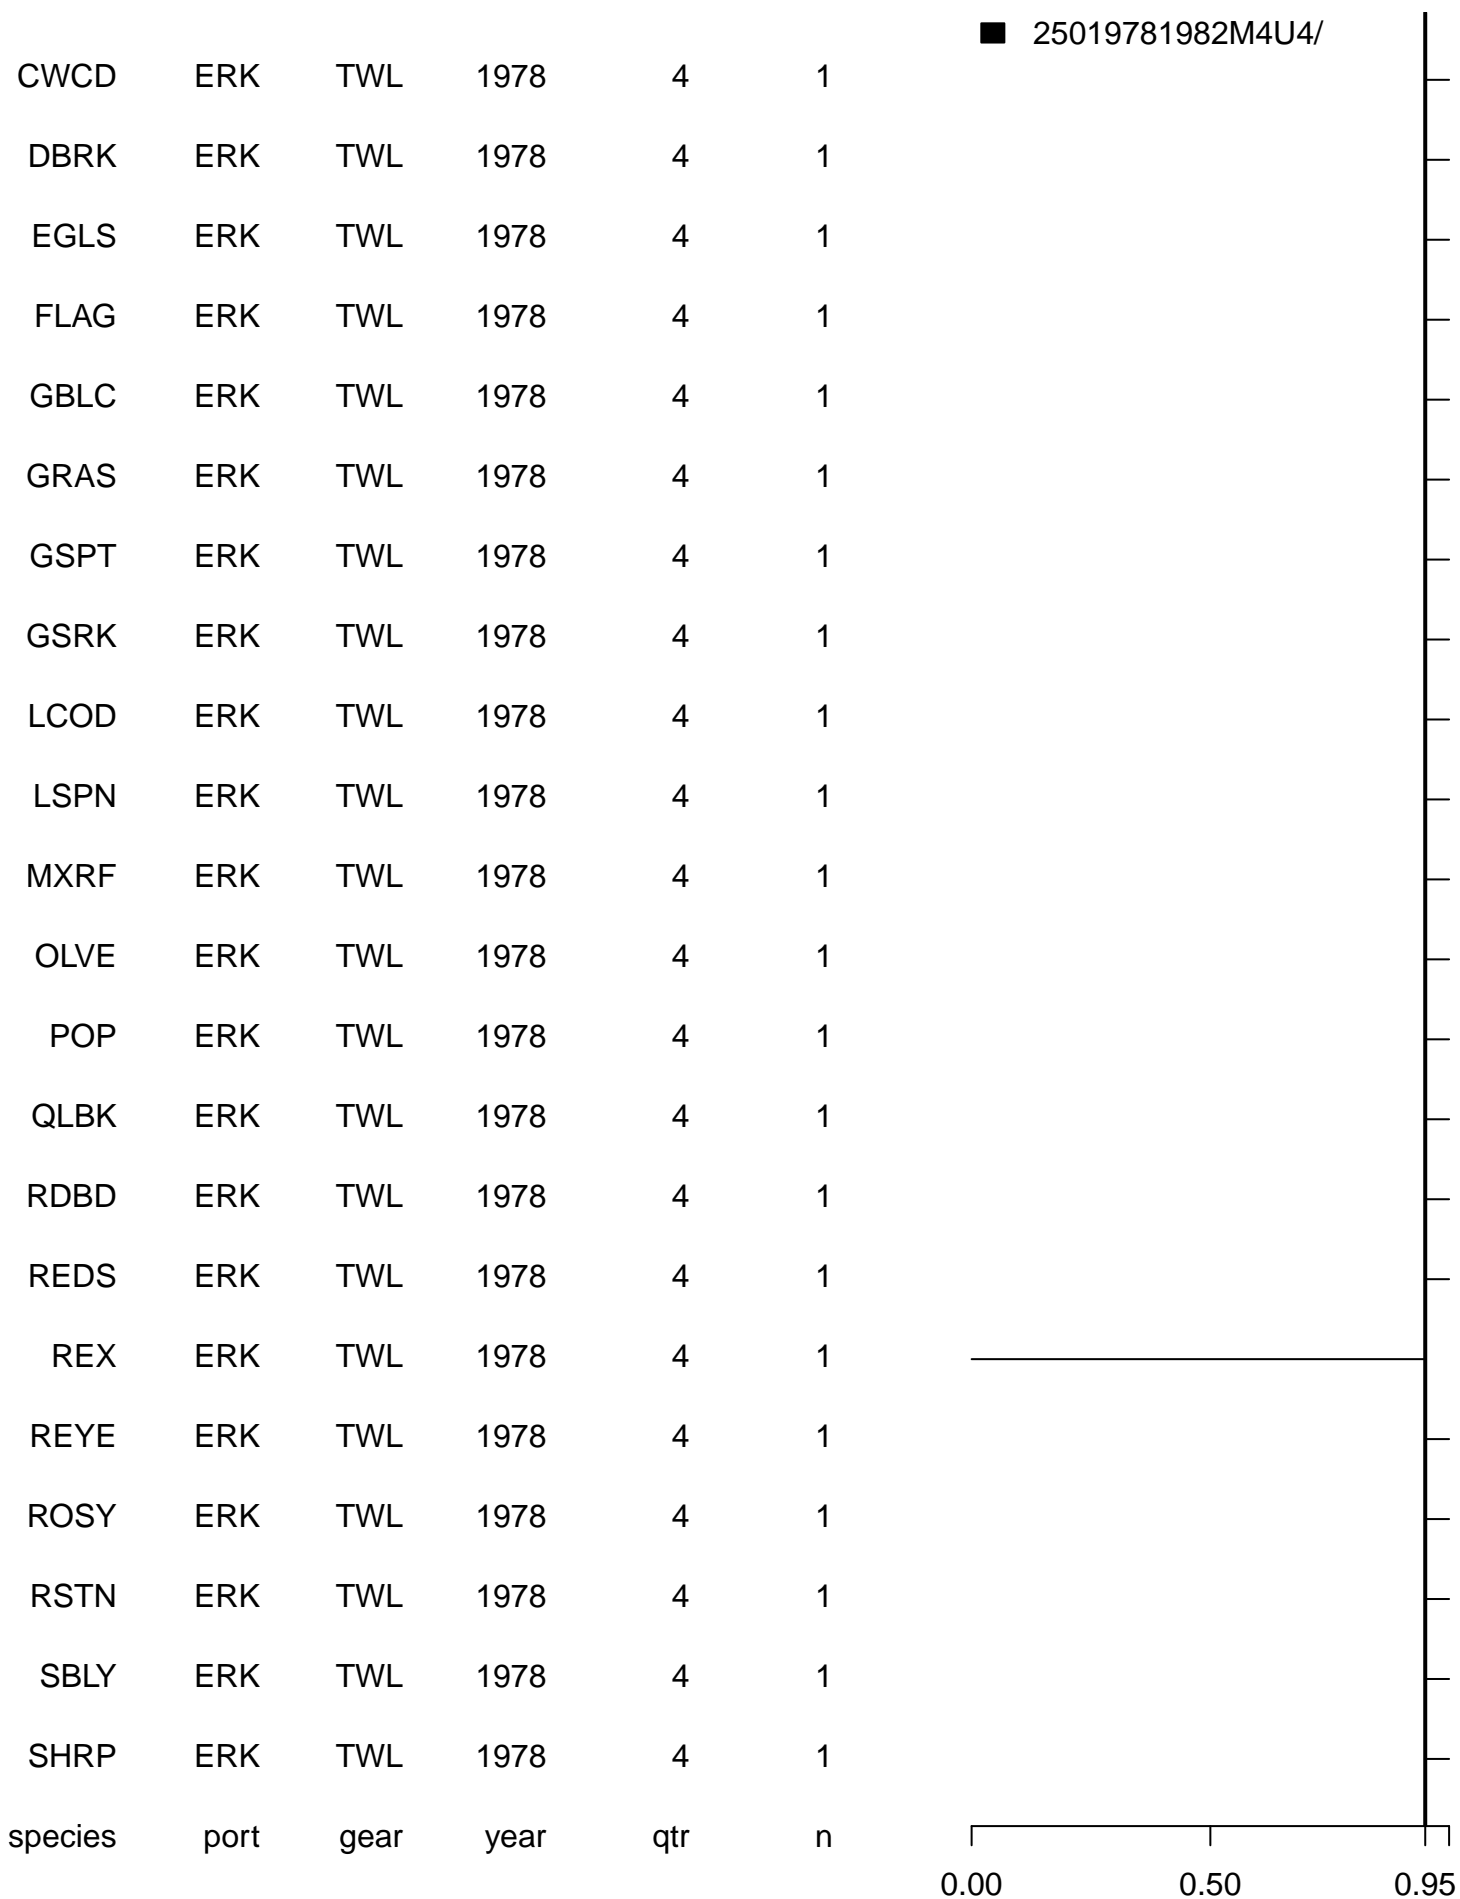 25019781982M4U4/
CWCD ERK TWL 1978 4 1
DBRK ERK TWL 1978 4 1
EGLS ERK TWL 1978 4 1
FLAG ERK TWL 1978 4 1
GBLC ERK TWL 1978 4 1
GRAS ERK TWL 1978 4 1
GSPT ERK TWL 1978 4 1
GSRK ERK TWL 1978 4 1
LCOD ERK TWL 1978 4 1
LSPN ERK TWL 1978 4 1
MXRF ERK TWL 1978 4 1
OLVE ERK TWL 1978 4 1
POP ERK TWL 1978 4 1
QLBK ERK TWL 1978 4 1
RDBD ERK TWL 1978 4 1
REDS ERK TWL 1978 4 1
REX ERK TWL 1978 4 1
REYE ERK TWL 1978 4 1
ROSY ERK TWL 1978 4 1
RSTN ERK TWL 1978 4 1
SBLY ERK TWL 1978 4 1
SHRP ERK TWL 1978 4 1
species port gear year qtr n
0.00 0.50 0.95